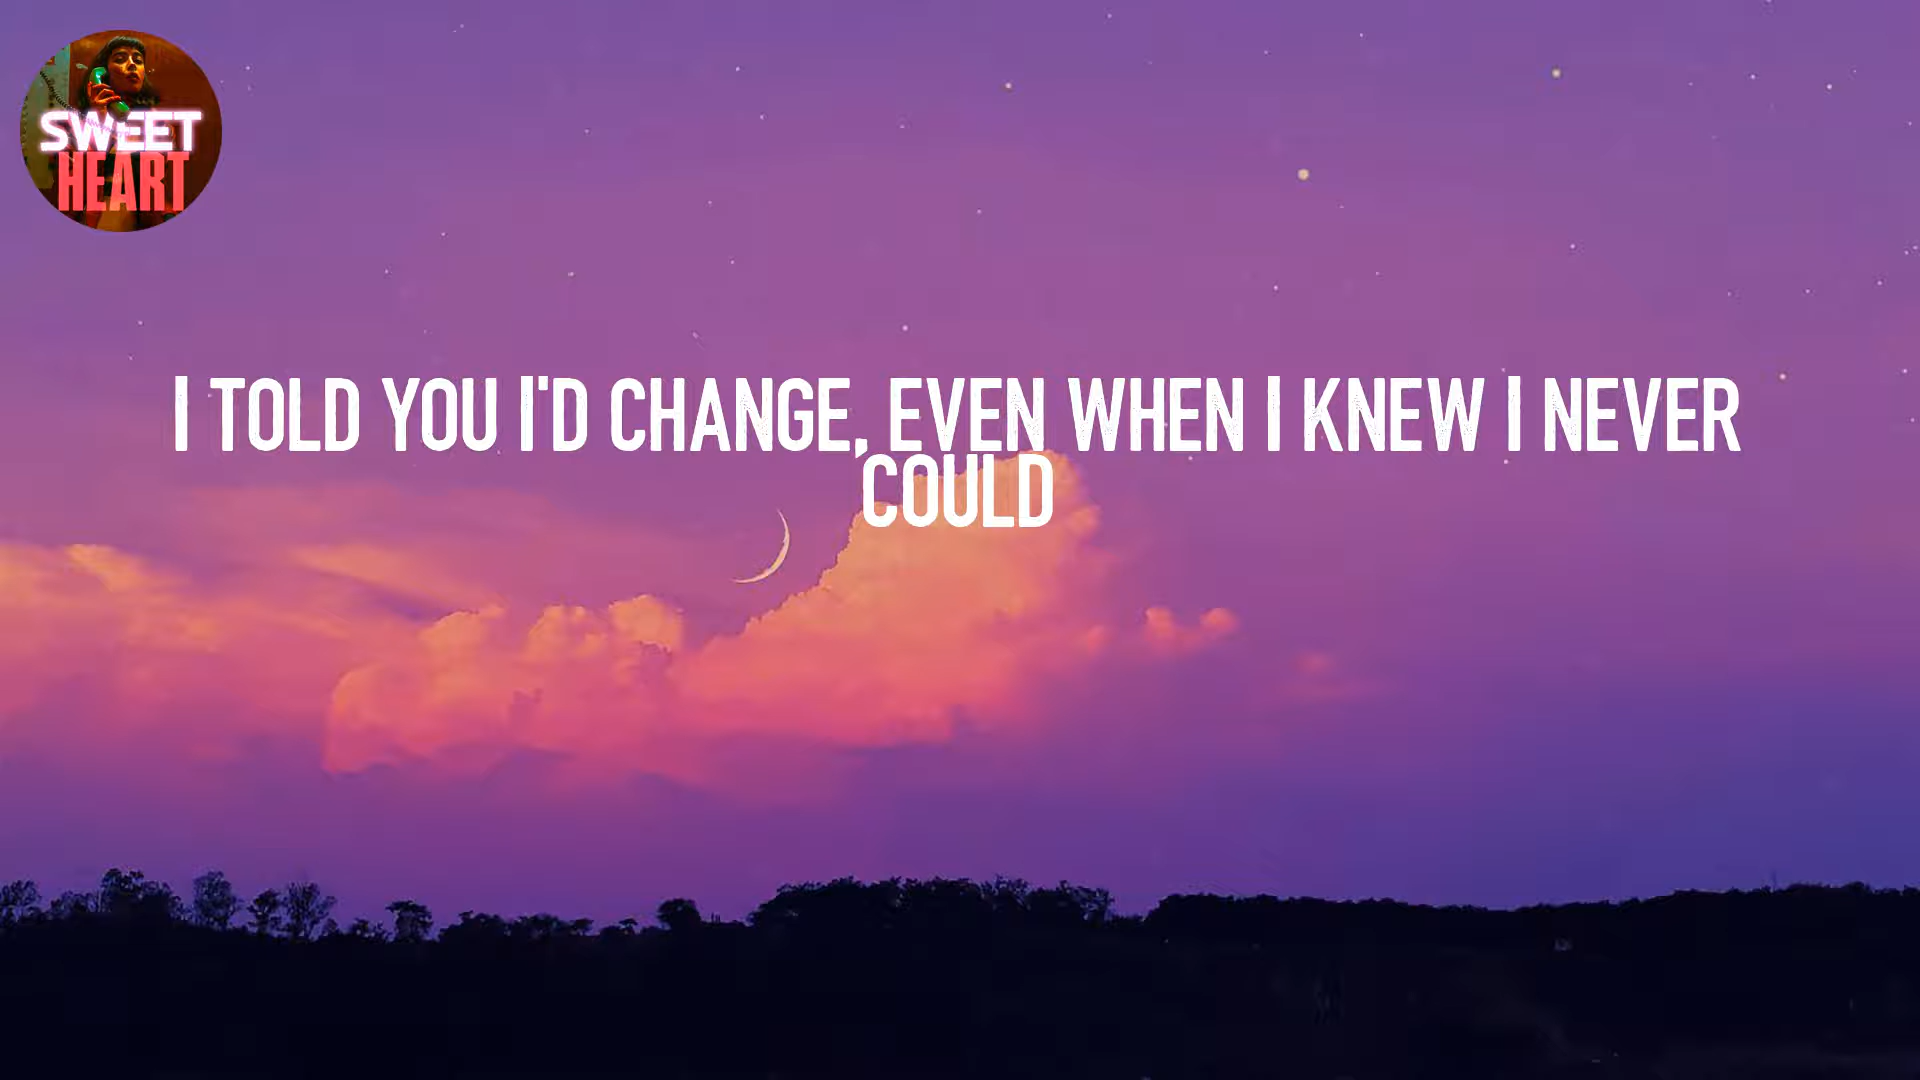 SWEET
HEART
I TOLD YOU I'D CHANGE, EVEN WHEN I KNEW I NEVER
COULD